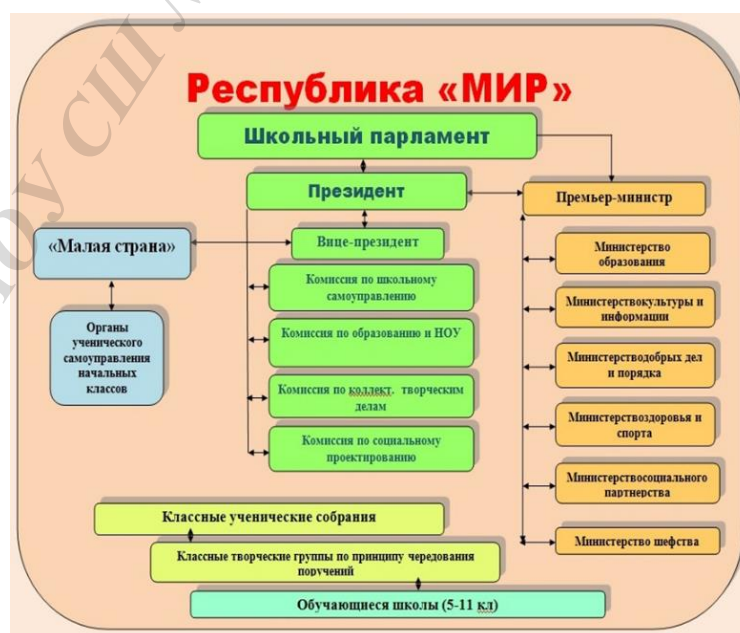 Республика «МИР»
Школьный парламент
Президент
Премьер-министр
«Малая страна»
Вице-президент
Министерство
образования
Комиссия по школьному
самоуправлению
Министерствокультуры и
информации
Органы
ученического
самоуправления
начальных
классов
Комиссия по образованию и НОУ
Министерстводобрых дел
и порядка
Комиссия по коллект. творческим
делам
Министерствоздоровья и
спорта
Комиссия по социальному
проектированию
Министерствосоциального
партнерства
Классные ученические собрания
Министерство шефства
Классные творческие группы по принципу чередования
поручений
Обучающиеся школы (5-11 кл)
ОУ СШ